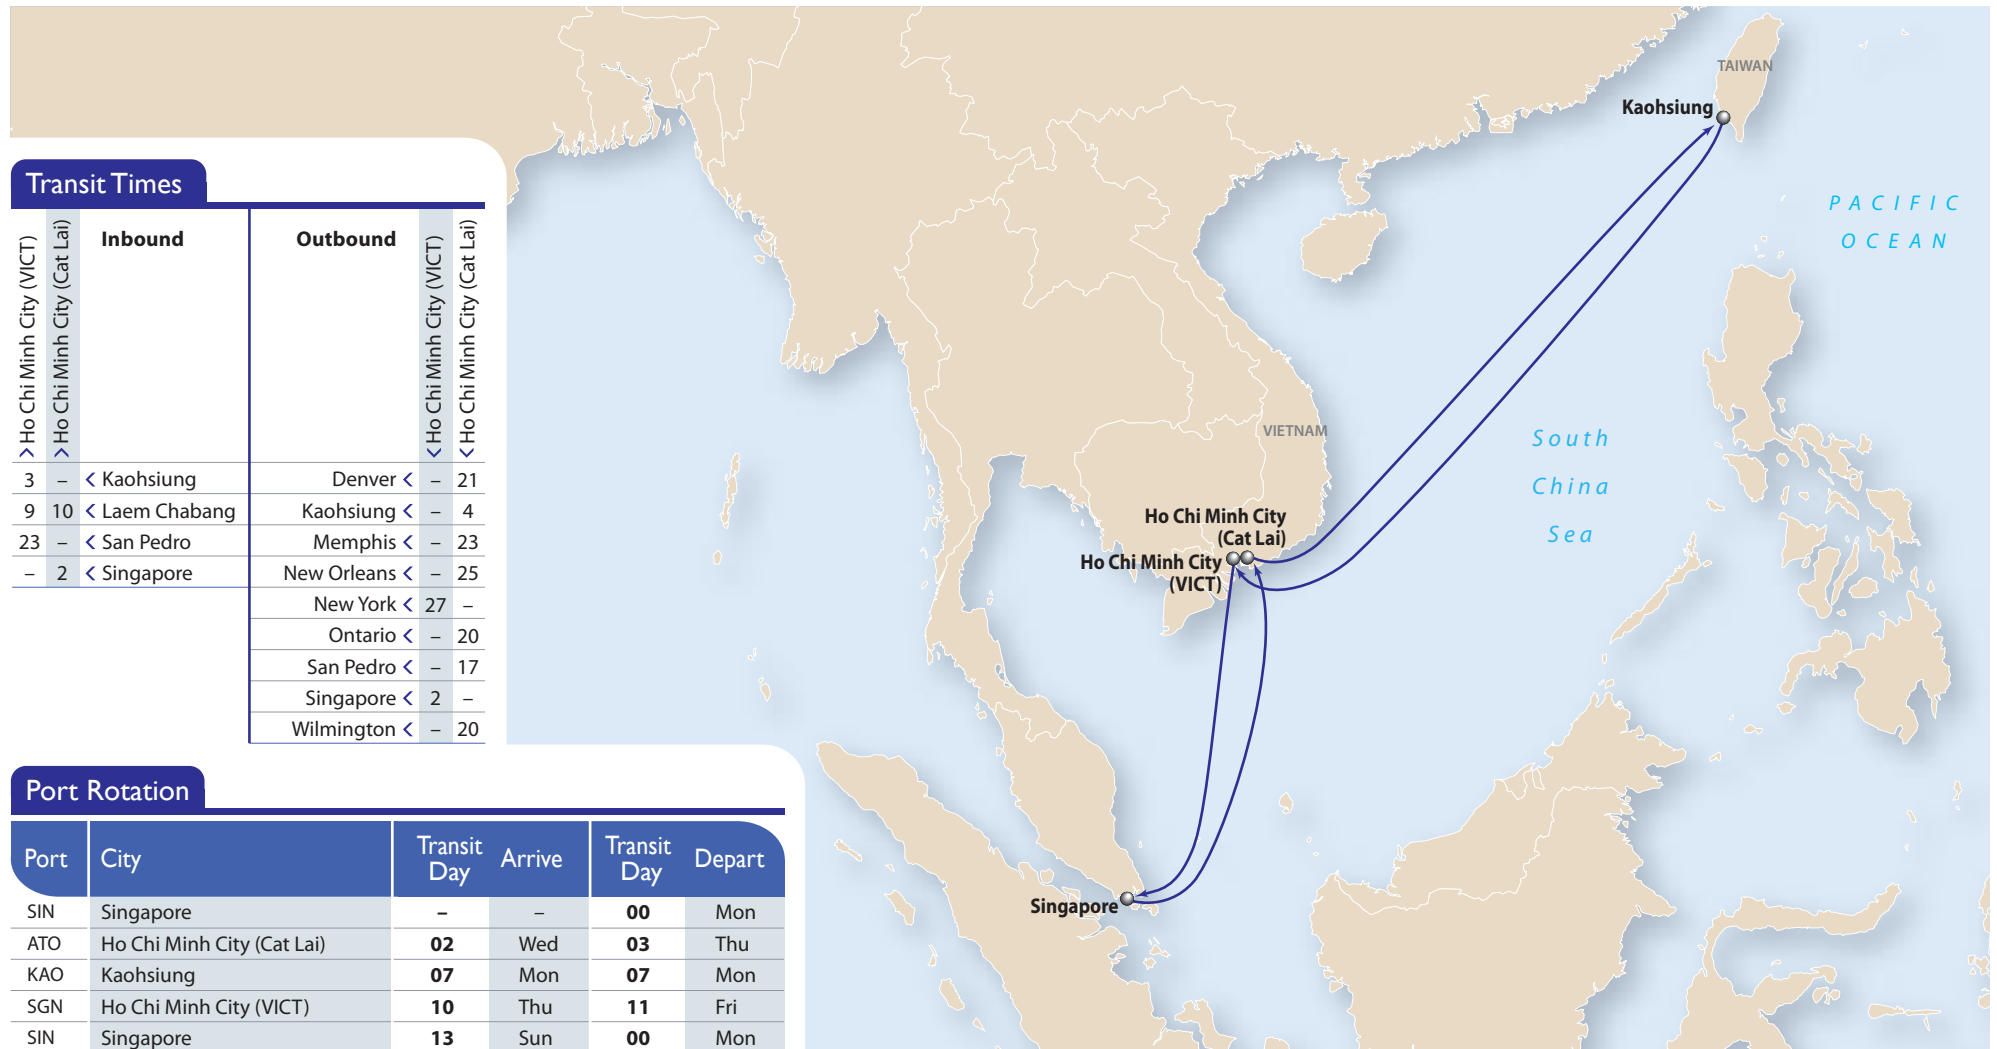 TAIWAN
Kaohsiung
PACIFIC
OCEAN
South
China
Sea
VIETNAM
Ho Chi Minh City
(Cat Lai)
Ho Chi Minh City
(VICT)
Singapore
Transit Times
> Ho Chi Minh City (VICT)
> Ho Chi Minh City (Cat Lai)
Inbound
Outbound
< Ho Chi Minh City (VICT)
< Ho Chi Minh City (Cat Lai)
3 – < Kaohsiung
9 10 < Laem Chabang
23 – < San Pedro
– 2 < Singapore
Denver < – 21
Kaohsiung < – 4
Memphis < – 23
New Orleans < – 25
New York < 27 –
Ontario < – 20
San Pedro < – 17
Singapore < 2 –
Wilmington < – 20
Port Rotation
Port City Transit Day Arrive Transit Day Depart
SIN Singapore – – 00 Mon
ATO Ho Chi Minh City (Cat Lai) 02 Wed 03 Thu
KAO Kaohsiung 07 Mon 07 Mon
SGN Ho Chi Minh City (VICT) 10 Thu 11 Fri
SIN Singapore 13 Sun 00 Mon